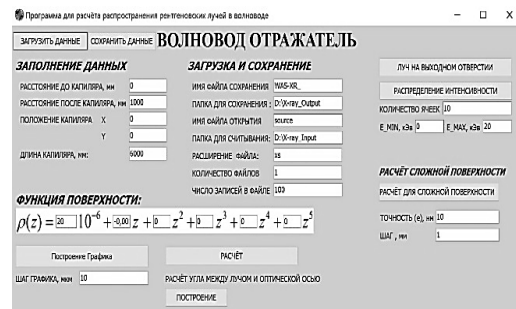 Программа для расчёта распространения рентгеновских лучей в волноводе
ЗАГРУЗИТЬ ДАННЫЕ СОХРАНИТЬ ДАННЫЕ ВОЛНОВОД ОТРАЖАТЕЛЬ
ЗАПОЛНЕНИЕ ДАННЫХ
РАССТОЯНИЕ ДО КАПИЛЯРА, мм 0
РАССТОЯНИЕ ПОСЛЕ КАПИЛЯРА, мм 1000
ПОЛОЖЕНИЕ КАПИЛЯРА X 0
Y 0
ДЛИНА КАПИЛЯРА, мм: 6000
ЗАГРУЗКА И СОХРАНЕНИЕ
ИМЯ ФАЙЛА СОХРАНЕНИЯ WAS-XR_
ПАПКА ДЛЯ СОХРАНЕНИЯ : D:\X-ray_Output
ИМЯ ФАЙЛА ОТКРЫТИЯ source
ПАПКА ДЛЯ СЧИТЫВАНИЯ: D:\X-ray_Input
РАСШИРЕНИЕ ФАЙЛА: xs
КОЛИЧЕСТВО ФАЙЛОВ 1
ЧИСЛО ЗАПИСЕЙ В ФАЙЛЕ 100
ЛУЧ НА ВЫХОДНОМ ОТВЕРСТИИ
РАСПРЕДЕЛЕНИЕ ИНТЕНСИВНОСТИ
КОЛИЧЕСТВО ЯЧЕЕК 10
E_MIN, кЭв 0 E_MAX, кЭв 20
РАСЧЁТ СЛОЖНОЙ ПОВЕРХНОСТИ
РАСЧЁТ ДЛЯ СЛОЖНОЙ ПОВЕРХНОСТИ
ТОЧНОСТЬ (e), нм 10
ШАГ , мм 1
ФУНКЦИЯ ПОВЕРХНОСТИ:
ρ(z) = 20 10⁻⁶ + -0,00 z + 0 z² + 0 z³ + 0 z⁴ + 0 z⁵
Построение Графика
ШАГ ГРАФИКА, мкм 10
РАСЧЁТ
РАСЧЁТ УГЛА МЕЖДУ ЛУЧОМ И ОПТИЧЕСКОЙ ОСЬЮ
ПОСТРОЕНИЕ